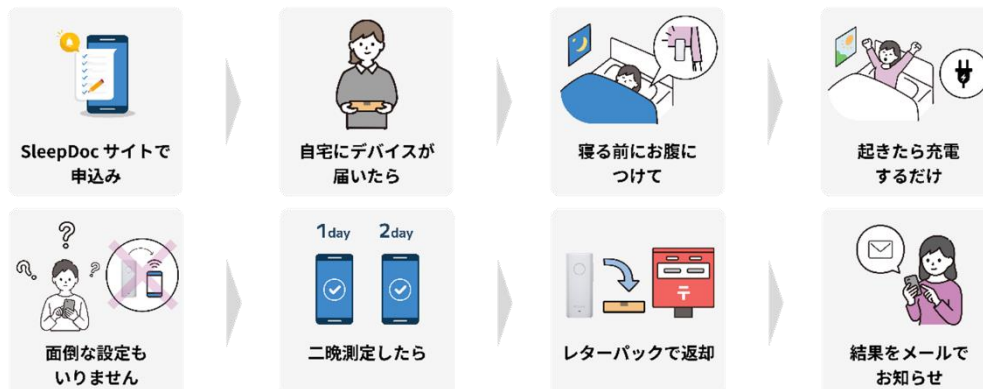 SleepDoc サイトで
申込み
自宅にデバイスが
届いたら
寝る前にお腹に
つけて
起きたら充電
するだけ
面倒な設定も
いりません
1day 2day
二晩測定したら
レターパックで返却
結果をメールで
お知らせ